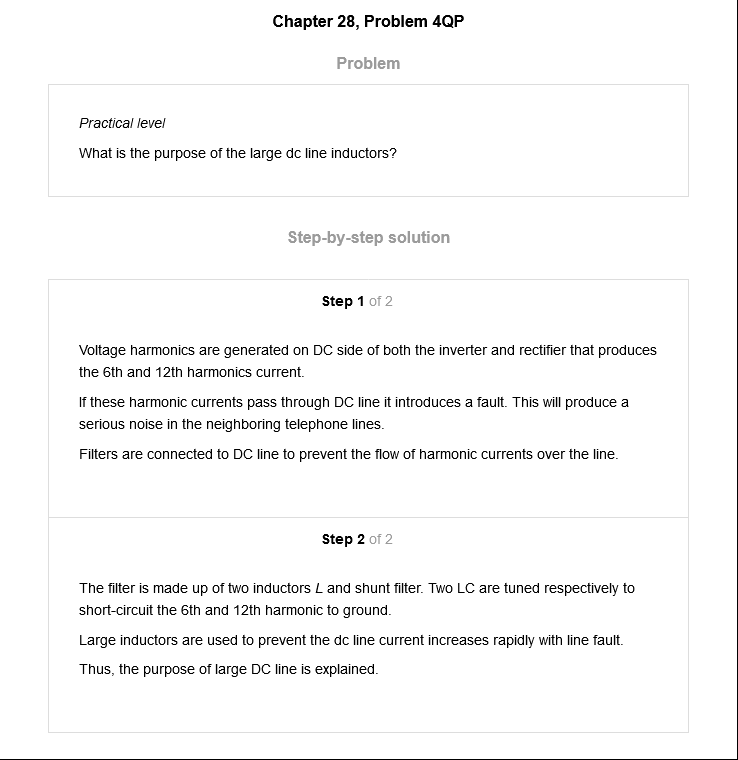 Chapter 28, Problem 4QP
Problem
Practical level
What is the purpose of the large dc line inductors?
Step-by-step solution
Step 1 of 2
Voltage harmonics are generated on DC side of both the inverter and rectifier that produces
the 6th and 12th harmonics current.
If these harmonic currents pass through DC line it introduces a fault. This will produce a
serious noise in the neighboring telephone lines.
Filters are connected to DC line to prevent the flow of harmonic currents over the line.
Step 2 of 2
The filter is made up of two inductors L and shunt filter. Two LC are tuned respectively to
short-circuit the 6th and 12th harmonic to ground.
Large inductors are used to prevent the dc line current increases rapidly with line fault.
Thus, the purpose of large DC line is explained.